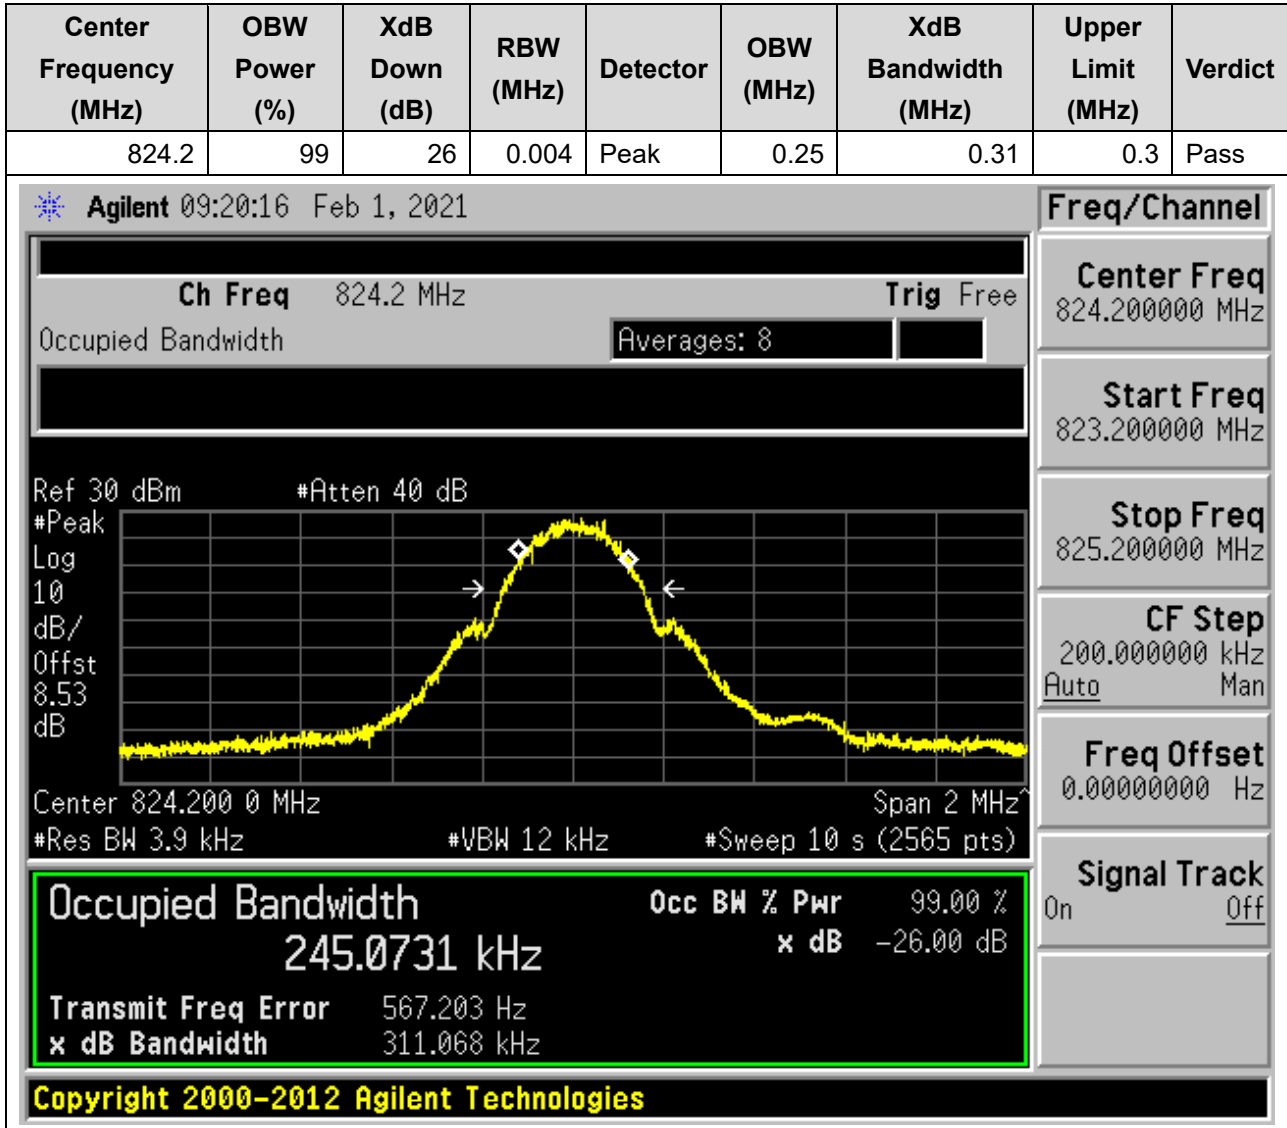 Center Frequency (MHz) OBW Power (%) XdB Down (dB) RBW (MHz) Detector OBW (MHz) XdB Bandwidth (MHz) Upper Limit (MHz) Verdict
824.2 99 26 0.004 Peak 0.25 0.31 0.3 Pass
Agilent 09:20:16 Feb 1, 2021
Freq/Channel
Ch Freq 824.2 MHz Trig Free
Occupied Bandwidth Averages: 8
Ref 30 dBm #Atten 40 dB
#Peak
Log
10
dB/
Offst
8.53
dB
Center 824.200 0 MHz Span 2 MHz^
#Res BW 3.9 kHz #VBW 12 kHz #Sweep 10 s (2565 pts)
Occupied Bandwidth Occ BW % Pwr 99.00 %
245.0731 kHz x dB -26.00 dB
Transmit Freq Error 567.203 Hz
x dB Bandwidth 311.068 kHz
Center Freq
824.200000 MHz
Start Freq
823.200000 MHz
Stop Freq
825.200000 MHz
CF Step
200.000000 kHz
Auto Man
Freq Offset
0.00000000 Hz
Signal Track
On Off
Copyright 2000-2012 Agilent Technologies